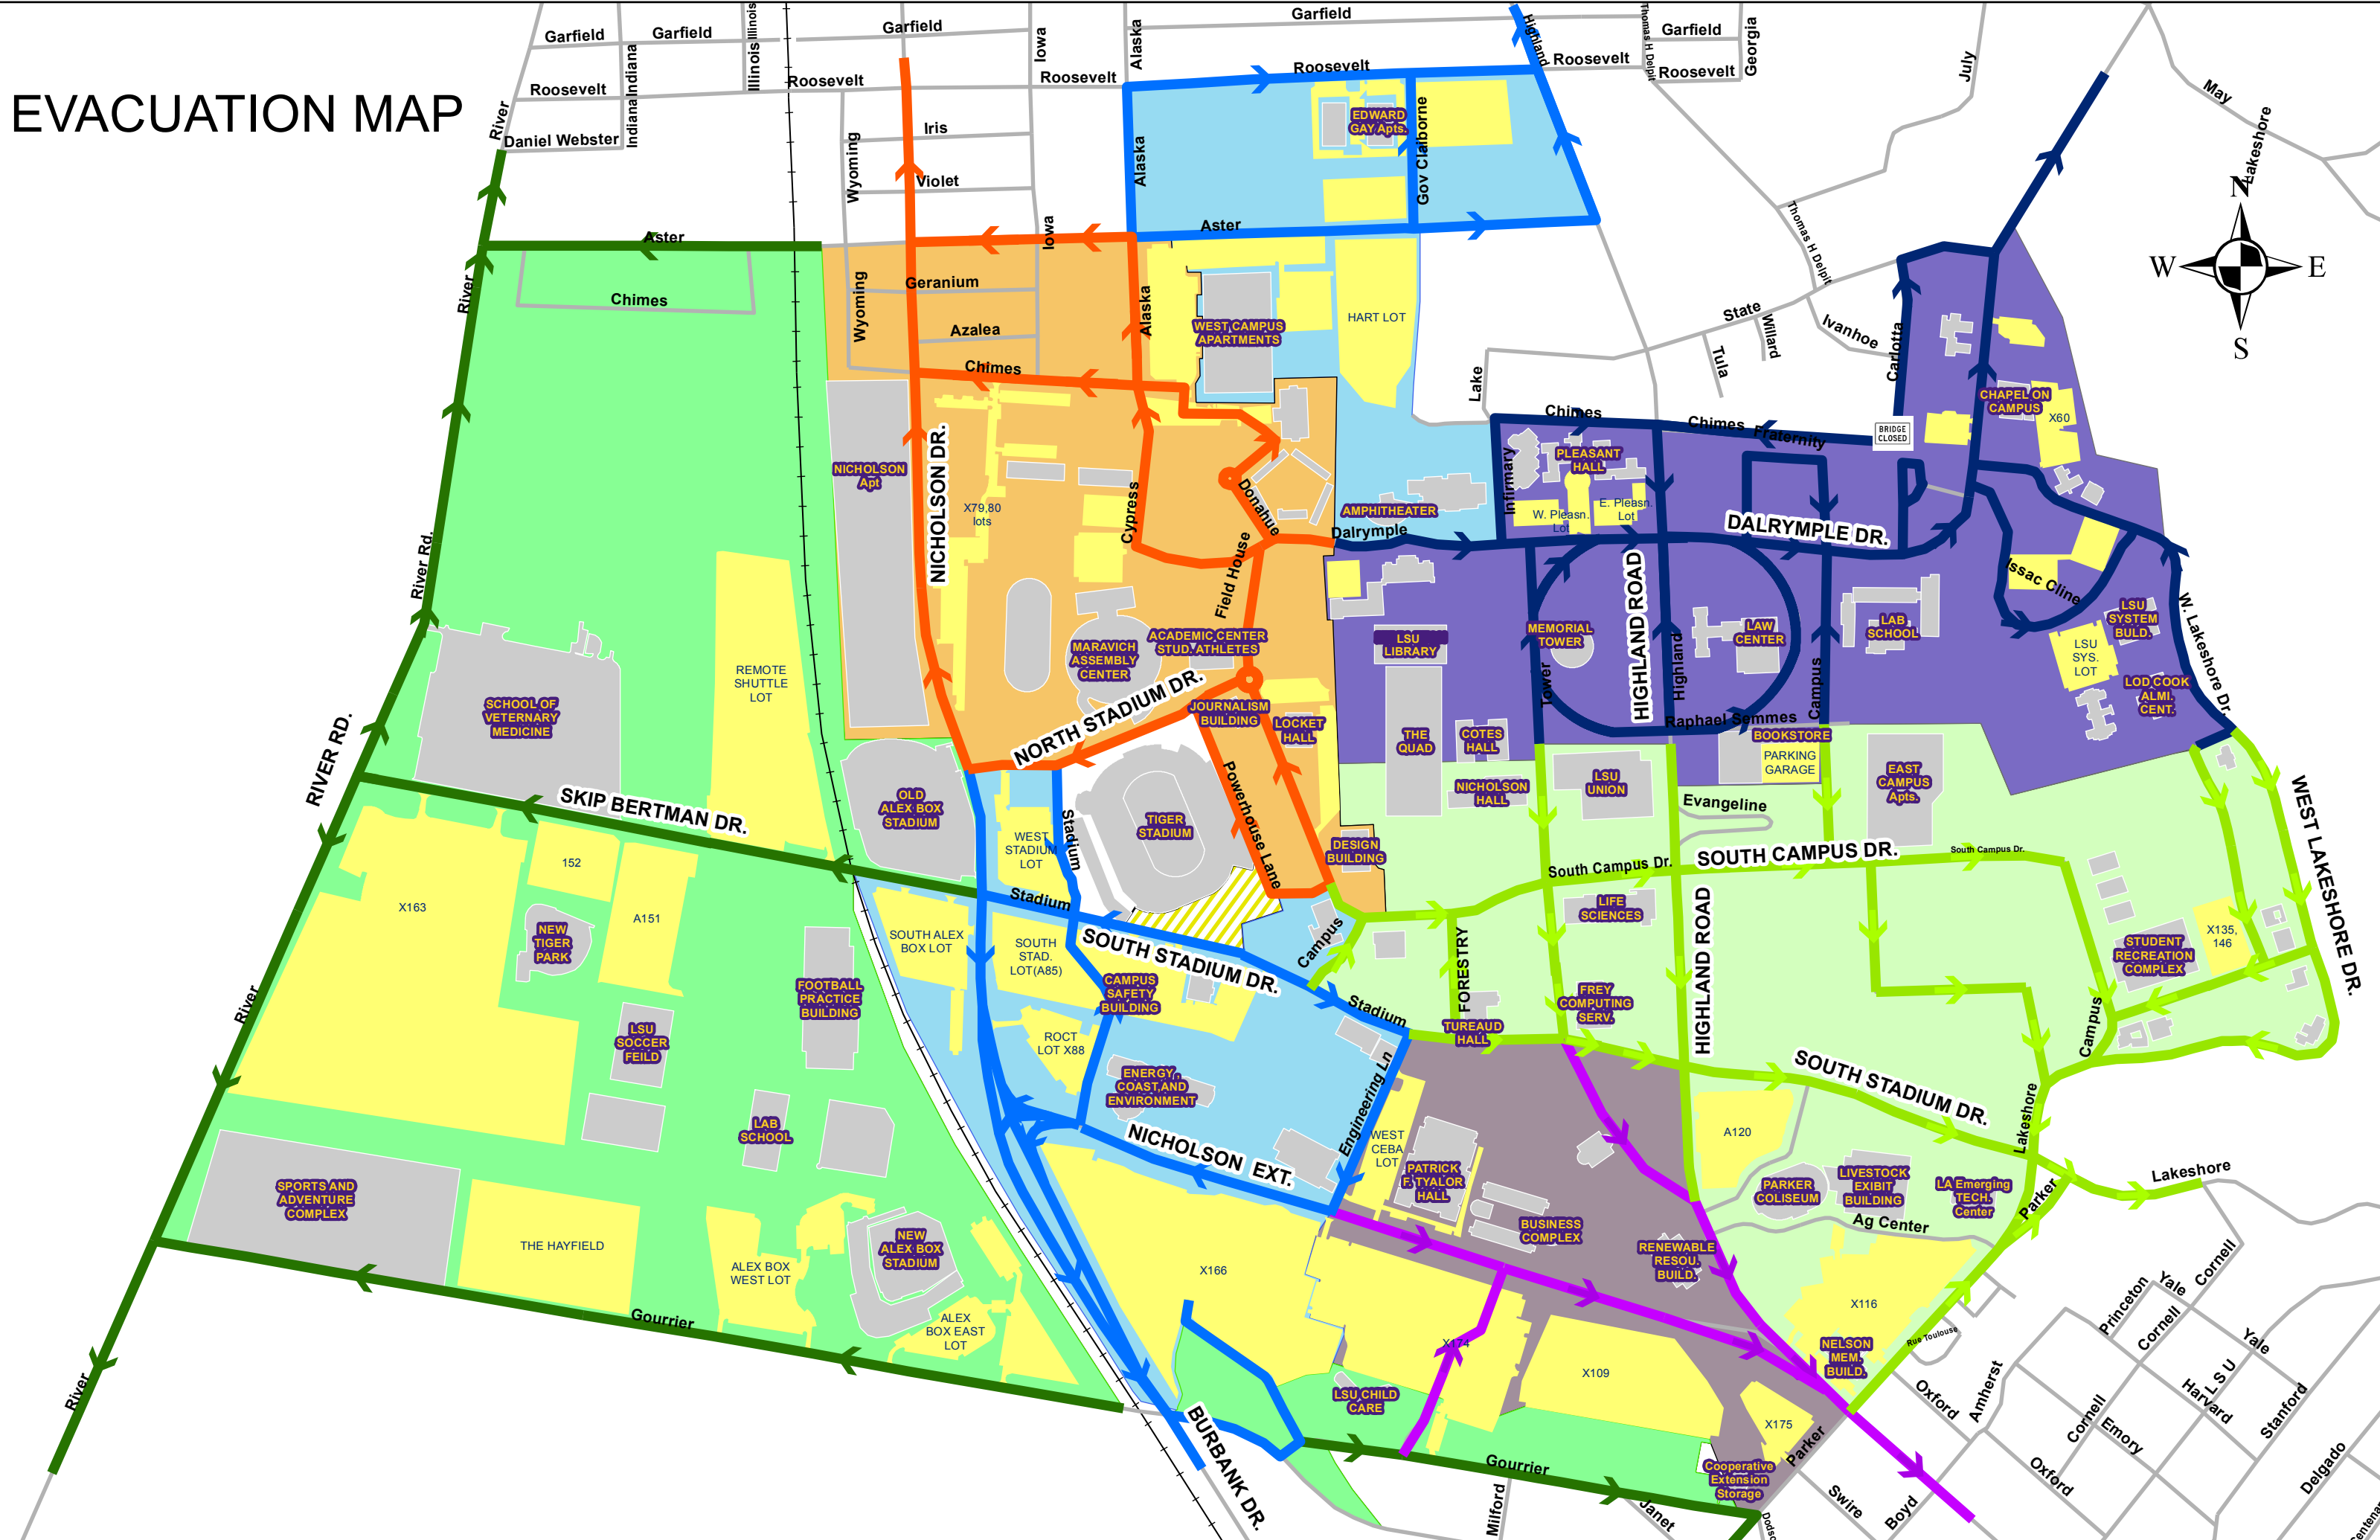 EVACUATION MAP
Garfield
Garfield
Garfield
Garfield
Garfield
Illinois
Illinois
Indiana
Indiana
Indiana
Iowa
Alaska
Highland
Thomas H Delpit
Georgia
July
May
Lakeshore
Roosevelt
Roosevelt
Roosevelt
Roosevelt
Roosevelt
Roosevelt
River
Daniel Webster
Iris
Violet
Wyoming
Alaska
EDWARD
GAY Apts.
Gov Claiborne
Thomas H Delpit
N
W
E
S
Aster
Aster
Iowa
River
Chimes
Wyoming
Geranium
Azalea
Chimes
Alaska
WEST CAMPUS
APARTMENTS
HART LOT
State
Willard
Tula
Ivanhoe
Carlotta
Lake
Chimes
Chimes
Fraternity
BRIDGE
CLOSED
CHAPEL ON
CAMPUS
X60
NICHOLSON
Apt
NICHOLSON DR.
X79,80
lots
Cypress
Donahue
Field House
AMPHITHEATER
Dalrymple
Infirmary
PLEASANT
HALL
W. Pleasn.
Lot
E. Pleasn.
Lot
DALRYMPLE DR.
River Rd.
REMOTE
SHUTTLE
LOT
SCHOOL OF
VETERNARY
MEDICINE
RIVER RD.
MARAVICH
ASSEMBLY
CENTER
ACADEMIC CENTER
STUD. ATHLETES
NORTH STADIUM DR.
JOURNALISM
BUILDING
LOCKET
HALL
LSU
LIBRARY
THE
QUAD
COTES
HALL
NICHOLSON
HALL
MEMORIAL
TOWER
Tower
HIGHLAND ROAD
Highland
LAW
CENTER
Campus
LAB
SCHOOL
Raphael Semmes
BOOKSTORE
PARKING
GARAGE
Issac Cline
LSU
SYSTEM
BULD.
LSU
SYS.
LOT
LOD COOK
ALMI.
CENT.
W. Lakeshore Dr.
SKIP BERTMAN DR.
OLD
ALEX BOX
STADIUM
WEST
STADIUM
LOT
Stadium
TIGER
STADIUM
Powerhouse Lane
DESIGN
BUILDING
LSU
UNION
Evangeline
EAST
CAMPUS
Apts.
WEST LAKESHORE DR.
South Campus Dr.
SOUTH CAMPUS DR.
South Campus Dr.
X163
152
A151
NEW
TIGER
PARK
FOOTBALL
PRACTICE
BUILDING
LSU
SOCCER
FEILD
LAB
SCHOOL
River
Stadium
SOUTH ALEX
BOX LOT
SOUTH
STAD.
LOT(A85)
SOUTH STADIUM DR.
CAMPUS
SAFETY
BUILDING
ROCT
LOT X88
ENERGY,
COAST,AND
ENVIRONMENT
Campus
Stadium
FORESTRY
TUREAUD
HALL
LIFE
SCIENCES
FREY
COMPUTING
SERV.
HIGHLAND ROAD
SOUTH STADIUM DR.
STUDENT
RECREATION
COMPLEX
X135,
146
Campus
Lakeshore
Lakeshore
NICHOLSON EXT.
Engineering Ln
WEST
CEBA
LOT
PATRICK
F. TYALOR
HALL
BUSINESS
COMPLEX
RENEWABLE
RESOU.
BUILD.
A120
PARKER
COLISEUM
LIVESTOCK
EXIBIT
BUILDING
LA Emerging
TECH.
Center
Ag Center
Parker
SPORTS AND
ADVENTURE
COMPLEX
THE HAYFIELD
ALEX BOX
WEST LOT
NEW
ALEX BOX
STADIUM
ALEX
BOX EAST
LOT
Gourrier
River
X166
X174
X109
X116
X175
LSU CHILD
CARE
NELSON
MEM.
BUILD.
Rue Toulouse
Cooperative
Extension
Storage
Parker
BURBANK DR.
Gourrier
Milford
Janet
Swire
Boyd
Oxford
Amherst
Oxford
Princeton
Yale
Cornell
Cornell
Cornell
Yale
LSU
Harvard
Emory
Stanford
Delgado